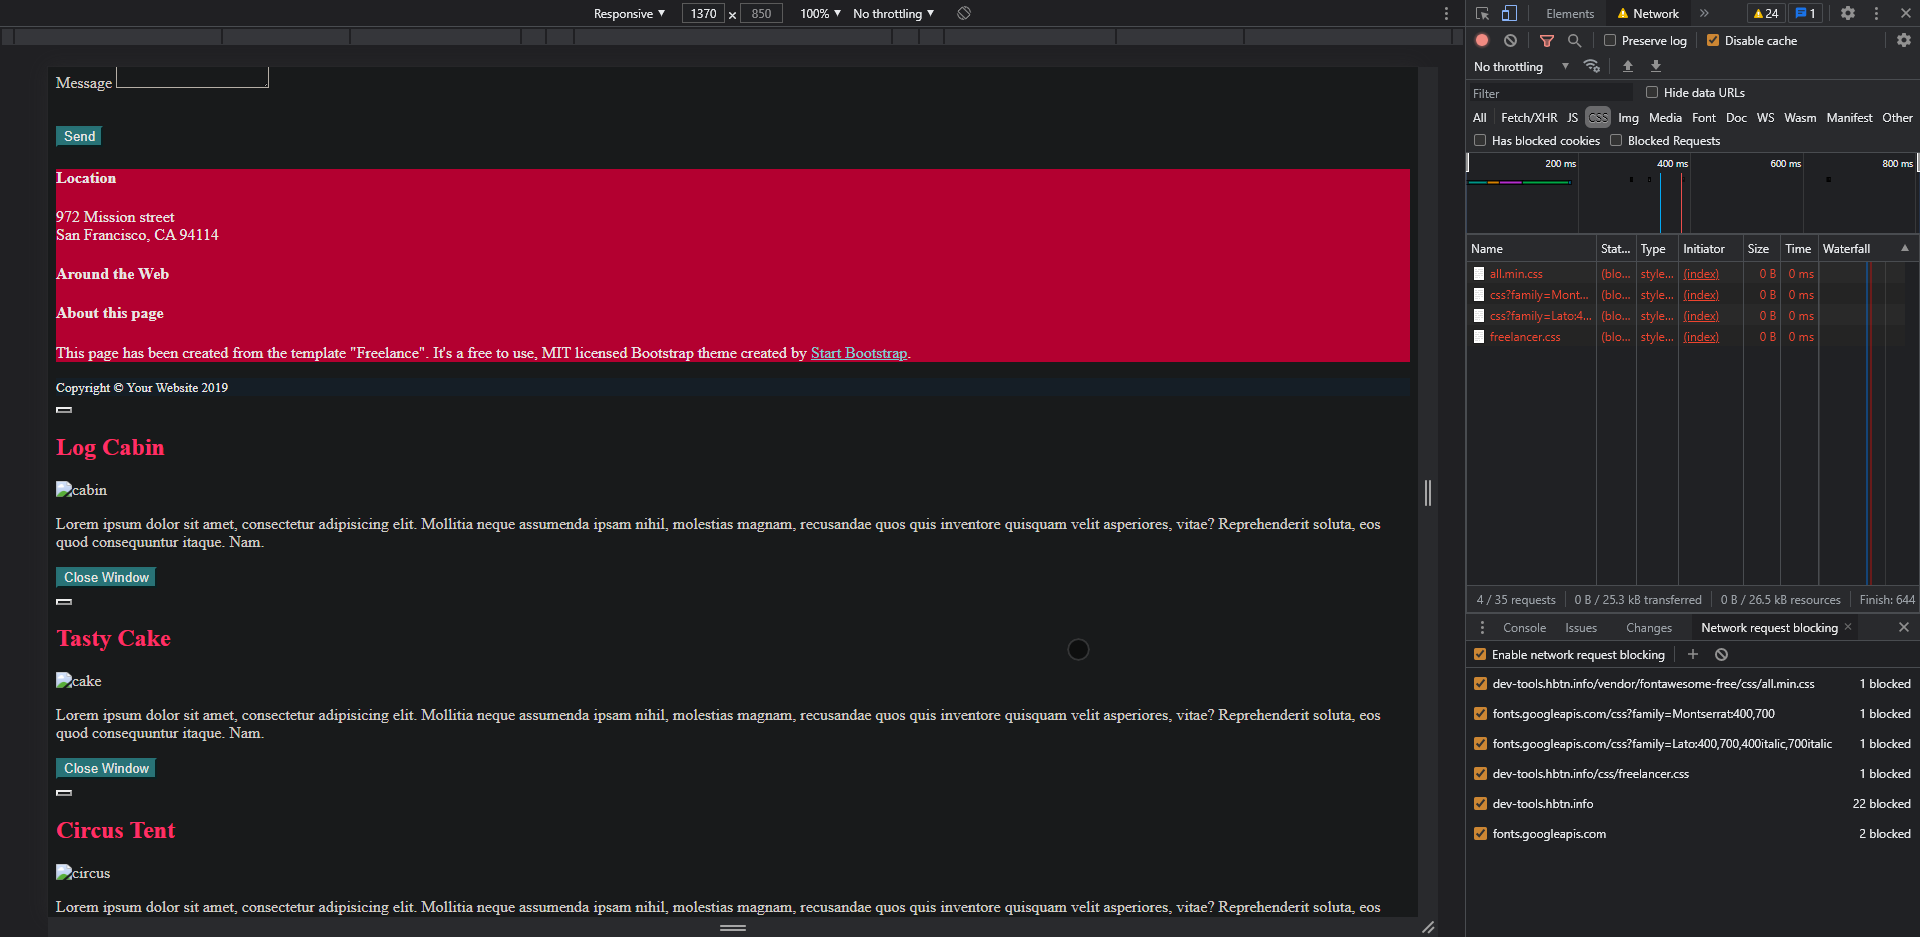 Responsive ▼ 1370 × 850 100% ▼ No throttling ▼
Message
Send
Location
972 Mission street
San Francisco, CA 94114
Around the Web
About this page
This page has been created from the template "Freelance". It's a free to use, MIT licensed Bootstrap theme created by Start Bootstrap.
Copyright © Your Website 2019
Log Cabin
cabin
Lorem ipsum dolor sit amet, consectetur adipisicing elit. Mollitia neque assumenda ipsam nihil, molestias magnam, recusandae quos quis inventore quisquam velit asperiores, vitae? Reprehenderit soluta, eos
quod consequuntur itaque. Nam.
Close Window
Tasty Cake
cake
Lorem ipsum dolor sit amet, consectetur adipisicing elit. Mollitia neque assumenda ipsam nihil, molestias magnam, recusandae quos quis inventore quisquam velit asperiores, vitae? Reprehenderit soluta, eos
quod consequuntur itaque. Nam.
Close Window
Circus Tent
circus
Lorem ipsum dolor sit amet, consectetur adipisicing elit. Mollitia neque assumenda ipsam nihil, molestias magnam, recusandae quos quis inventore quisquam velit asperiores, vitae? Reprehenderit soluta, eos
Elements Network » 24 1
Preserve log Disable cache
No throttling ▼
Filter Hide data URLs
All Fetch/XHR JS CSS Img Media Font Doc WS Wasm Manifest Other
Has blocked cookies Blocked Requests
200 ms 400 ms 600 ms 800 ms
Name Stat... Type Initiator Size Time Waterfall
all.min.css (blo... style... (index) 0 B 0 ms
css?family=Mont... (blo... style... (index) 0 B 0 ms
css?family=Lato:4... (blo... style... (index) 0 B 0 ms
freelancer.css (blo... style... (index) 0 B 0 ms
4 / 35 requests 0 B / 25.3 kB transferred 0 B / 26.5 kB resources Finish: 644
Console Issues Changes Network request blocking
Enable network request blocking
dev-tools.hbtn.info/vendor/fontawesome-free/css/all.min.css 1 blocked
fonts.googleapis.com/css?family=Montserrat:400,700 1 blocked
fonts.googleapis.com/css?family=Lato:400,700,400italic,700italic 1 blocked
dev-tools.hbtn.info/css/freelancer.css 1 blocked
dev-tools.hbtn.info 22 blocked
fonts.googleapis.com 2 blocked